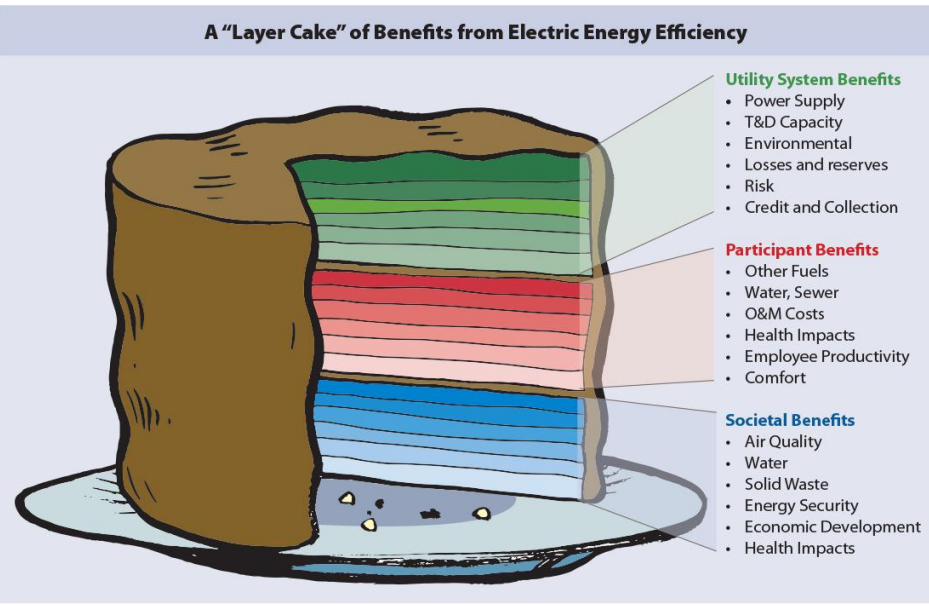 A “Layer Cake” of Benefits from Electric Energy Efficiency
Utility System Benefits
• Power Supply
• T&D Capacity
• Environmental
• Losses and reserves
• Risk
• Credit and Collection
Participant Benefits
• Other Fuels
• Water, Sewer
• O&M Costs
• Health Impacts
• Employee Productivity
• Comfort
Societal Benefits
• Air Quality
• Water
• Solid Waste
• Energy Security
• Economic Development
• Health Impacts